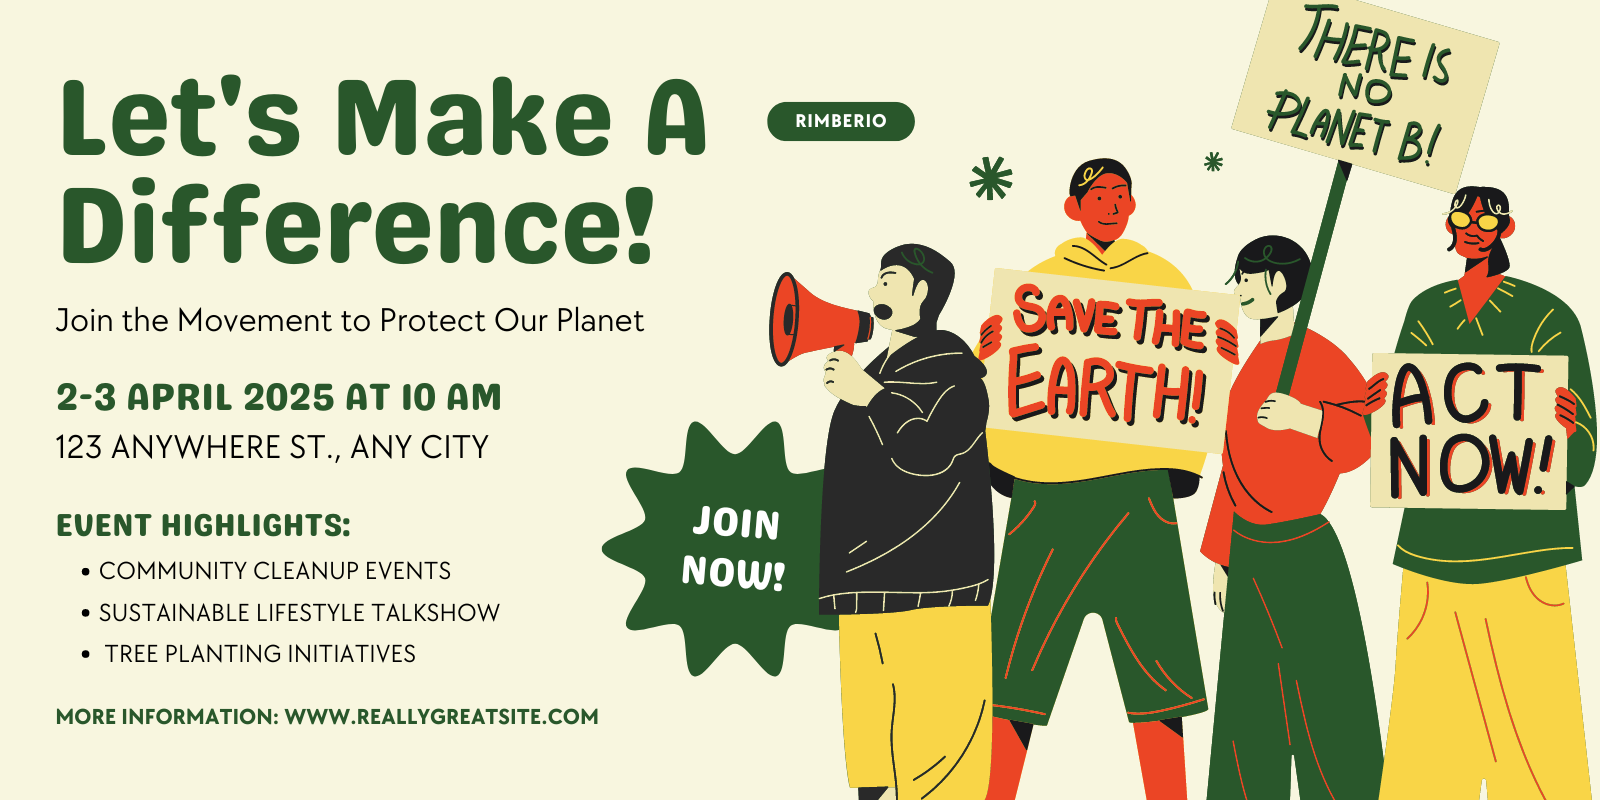 Let's Make A
Difference!
RIMBERIO
Join the Movement to Protect Our Planet
2-3 APRIL 2025 AT 10 AM
123 ANYWHERE ST., ANY CITY
EVENT HIGHLIGHTS:
• COMMUNITY CLEANUP EVENTS
• SUSTAINABLE LIFESTYLE TALKSHOW
• TREE PLANTING INITIATIVES
MORE INFORMATION: WWW.REALLYGREATSITE.COM
JOIN
NOW!
SAVE THE
EARTH!
THERE IS
NO
PLANET B!
ACT
NOW!